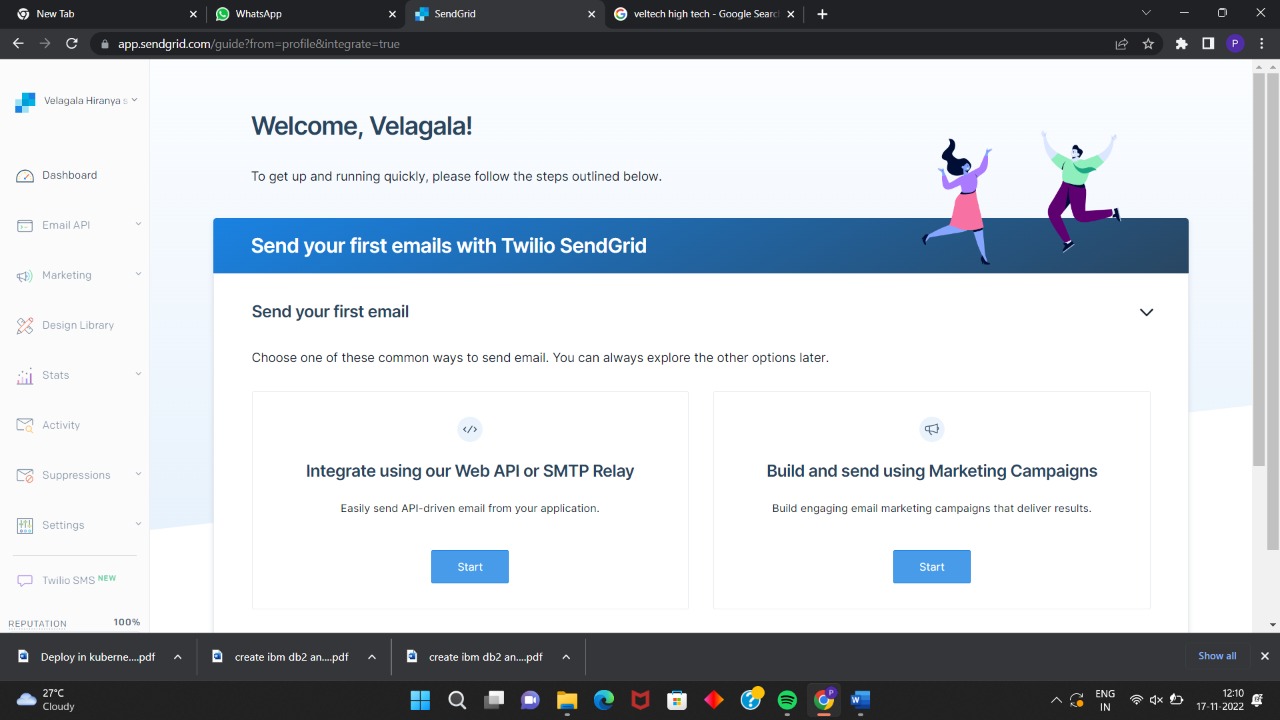 New Tab
WhatsApp
SendGrid
veltech high tech - Google Searc
app.sendgrid.com/guide?from=profile&integrate=true
P
Velagala Hiranya s
Dashboard
Email API
Marketing
Design Library
Stats
Activity
Suppressions
Settings
Twilio SMS NEW
REPUTATION 100%
Welcome, Velagala!
To get up and running quickly, please follow the steps outlined below.
Send your first emails with Twilio SendGrid
Send your first email
Choose one of these common ways to send email. You can always explore the other options later.
Integrate using our Web API or SMTP Relay
Easily send API-driven email from your application.
Start
Build and send using Marketing Campaigns
Build engaging email marketing campaigns that deliver results.
Start
Deploy in kuberne....pdf
create ibm db2 an....pdf
create ibm db2 an....pdf
Show all
27°C
Cloudy
ENG
IN
12:10
17-11-2022